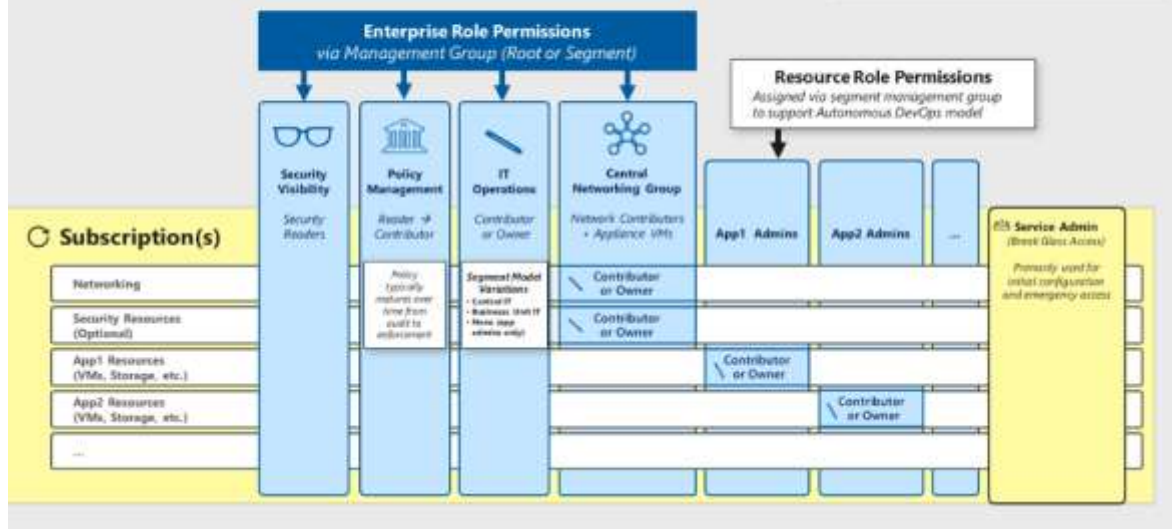 Enterprise Role Permissions
via Management Group (Root or Segment)
Resource Role Permissions
Assigned via segment management group
to support Autonomous DevOps model
Security
Visibility
Security
Readers
Policy
Management
Reader → 
Contributor
IT
Operations
Contributor
or Owner
Central
Networking Group
Network Contributors
+ Appliance VMs
App1 Admins
App2 Admins
...
Service Admin
(Break Glass Access)
Primarily used for
initial configuration
and emergency access
Subscription(s)
Networking
Policy
typically
matures over
time from
audit to
enforcement
Segment Model
Variations
• Central IT
• Business Unit IT
• None (app
admins only)
Contributor
or Owner
Security Resources
(Optional)
Contributor
or Owner
App1 Resources
(VMs, Storage, etc.)
Contributor
or Owner
App2 Resources
(VMs, Storage, etc.)
Contributor
or Owner
...